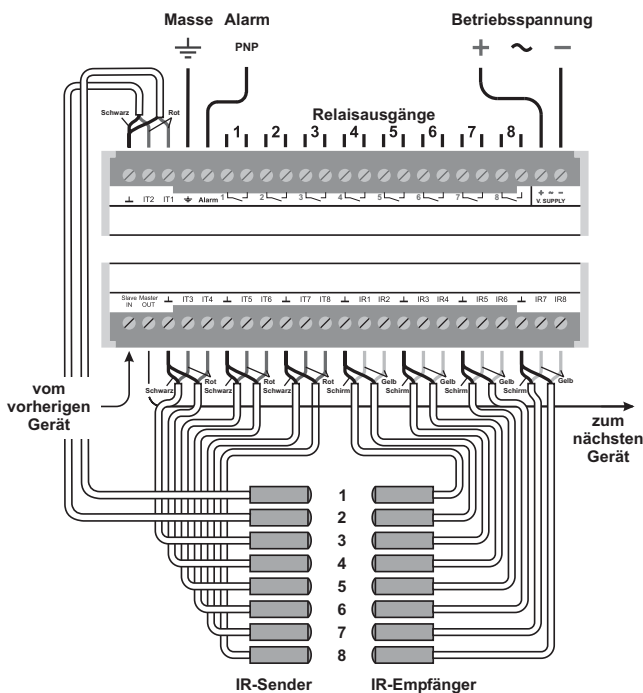 Masse Alarm Betriebsspannung
PNP + ~ −
Schwarz Rot
Relaisausgänge
1 2 3 4 5 6 7 8
⊥ IT2 IT1 ⏚ Alarm 1 2 3 4 5 6 7 8 + ~ −
V. SUPPLY
Slave IN
Master OUT
⊥ IT3 IT4 ⊥ IT5 IT6 ⊥ IT7 IT8 ⊥ IR1 IR2 ⊥ IR3 IR4 ⊥ IR5 IR6 ⊥ IR7 IR8
Schwarz Rot Schwarz Rot Schwarz Rot Schirm Gelb Schirm Gelb Schirm Gelb Schirm Gelb
vom
vorherigen
Gerät
zum
nächsten
Gerät
1
2
3
4
5
6
7
8
IR-Sender IR-Empfänger